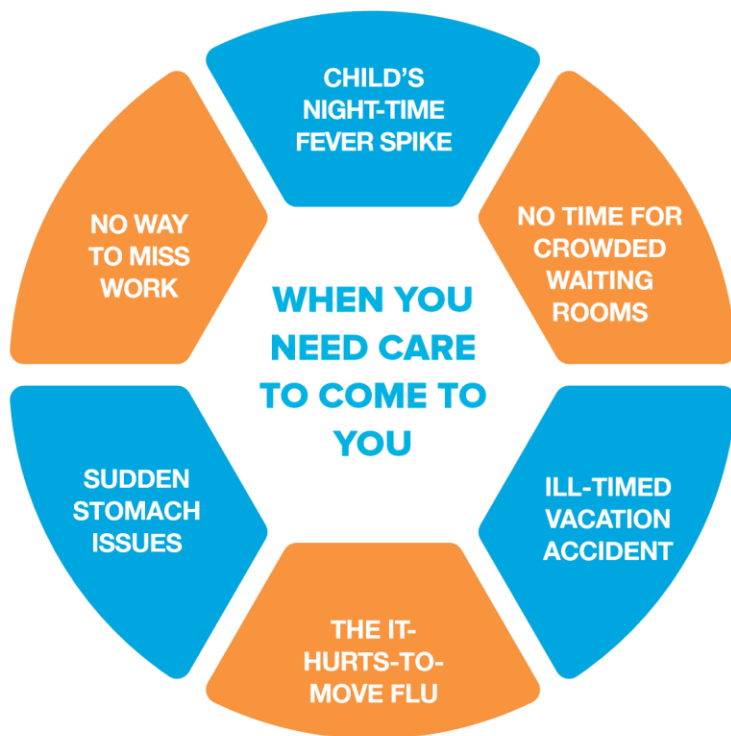 CHILD'S
NIGHT-TIME
FEVER SPIKE
NO TIME FOR
CROWDED
WAITING
ROOMS
ILL-TIMED
VACATION
ACCIDENT
THE IT-
HURTS-TO-
MOVE FLU
SUDDEN
STOMACH
ISSUES
NO WAY
TO MISS
WORK
WHEN YOU
NEED CARE
TO COME TO
YOU